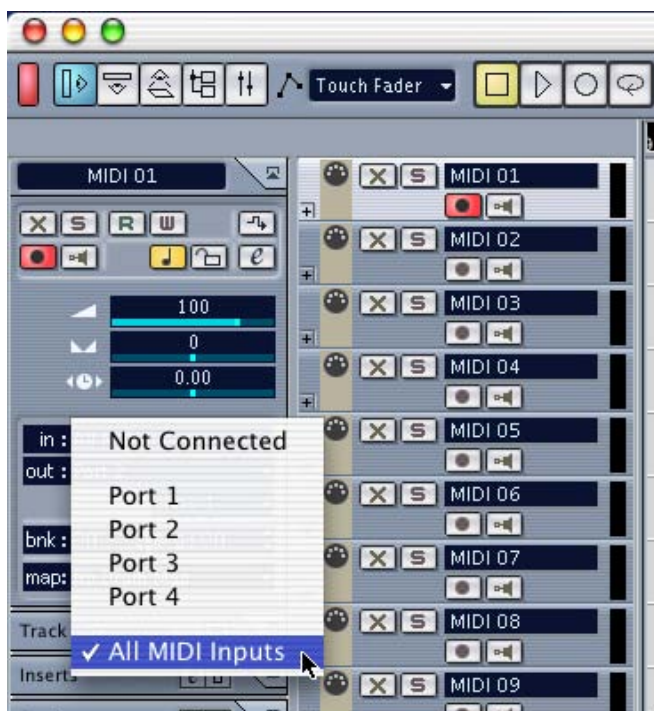 Touch Fader
MIDI 01
X S R W
e
100
0
0.00
in :
out :
bnk :
map:
Not Connected
Port 1
Port 2
Port 3
Port 4
✓ All MIDI Inputs
Track
Inserts
X S MIDI 01
X S MIDI 02
X S MIDI 03
X S MIDI 04
X S MIDI 05
X S MIDI 06
X S MIDI 07
X S MIDI 08
X S MIDI 09